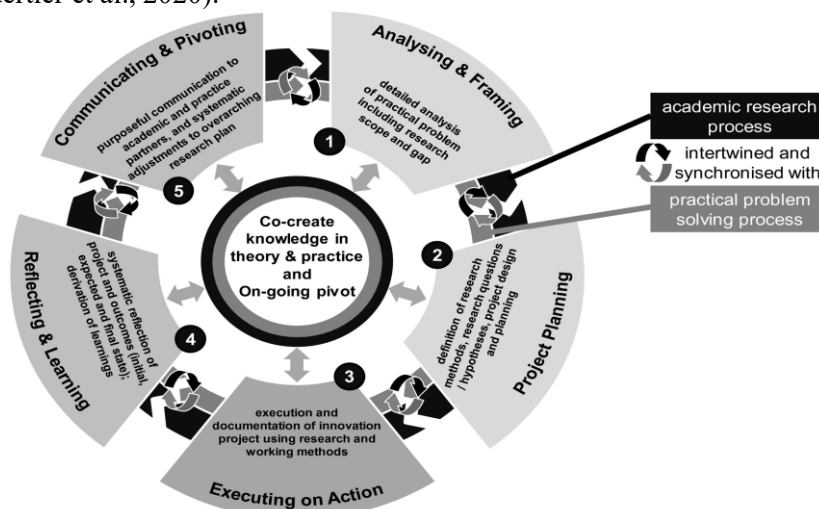 et al., 2020).
Communicating & Pivoting
purposeful communication to
academic and practice
partners, and systematic
adjustments to overarching
research plan
5
Analysing & Framing
detailed analysis
of practical problem
including research
scope and gap
1
academic research
process
intertwined and
synchronised with
practical problem
solving process
Co-create
knowledge in
theory & practice
and
On-going pivot
2
definition of research
methods, research questions
/ hypotheses, project design
and planning
Project Planning
3
execution and
documentation of innovation
project using research and
working methods
Executing on Action
4
systematic reflection of
project and outcomes (initial,
expected and final state);
derivation of learnings
Reflecting & Learning